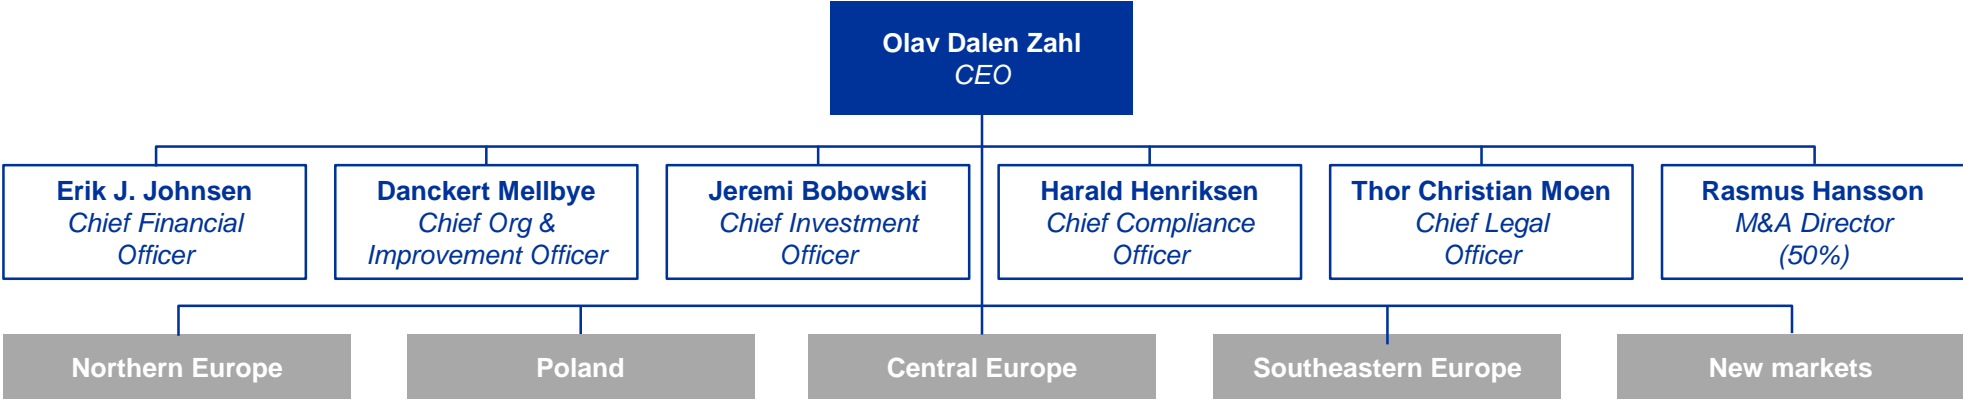 Olav Dalen Zahl
CEO
Erik J. Johnsen
Chief Financial
Officer
Danckert Mellbye
Chief Org &
Improvement Officer
Jeremi Bobowski
Chief Investment
Officer
Harald Henriksen
Chief Compliance
Officer
Thor Christian Moen
Chief Legal
Officer
Rasmus Hansson
M&A Director
(50%)
Northern Europe
Poland
Central Europe
Southeastern Europe
New markets